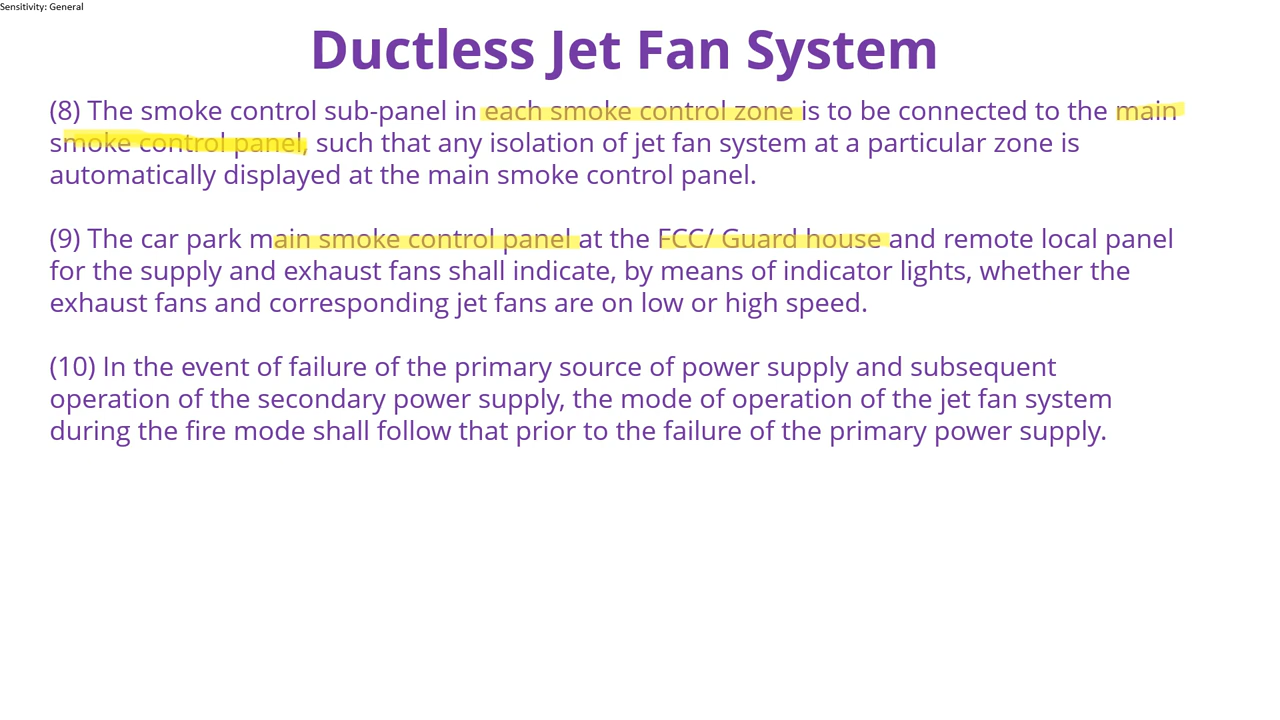 Sensitivity: General
Ductless Jet Fan System
(8) The smoke control sub-panel in each smoke control zone is to be connected to the main
smoke control panel, such that any isolation of jet fan system at a particular zone is
automatically displayed at the main smoke control panel.
(9) The car park main smoke control panel at the FCC/ Guard house and remote local panel
for the supply and exhaust fans shall indicate, by means of indicator lights, whether the
exhaust fans and corresponding jet fans are on low or high speed.
(10) In the event of failure of the primary source of power supply and subsequent
operation of the secondary power supply, the mode of operation of the jet fan system
during the fire mode shall follow that prior to the failure of the primary power supply.